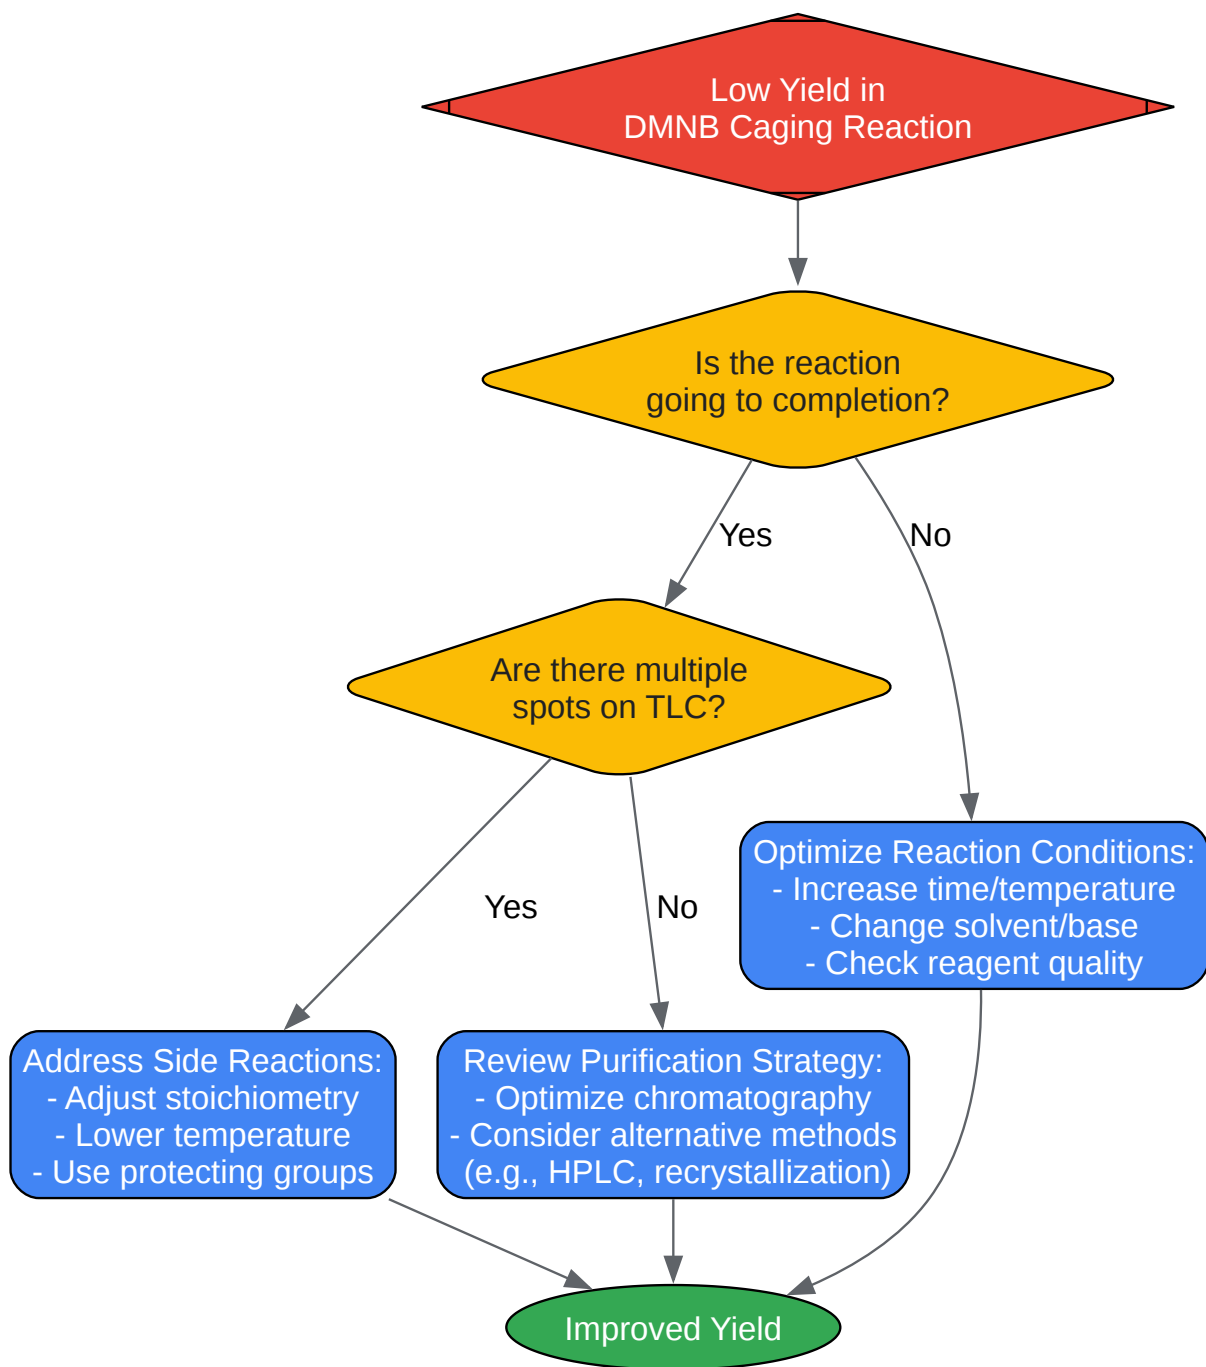 Low Yield in
DMNB Caging Reaction
Is the reaction
going to completion?
Yes
No
Are there multiple
spots on TLC?
Yes
No
Optimize Reaction Conditions:
- Increase time/temperature
- Change solvent/base
- Check reagent quality
Address Side Reactions:
- Adjust stoichiometry
- Lower temperature
- Use protecting groups
Review Purification Strategy:
- Optimize chromatography
- Consider alternative methods
(e.g., HPLC, recrystallization)
Improved Yield